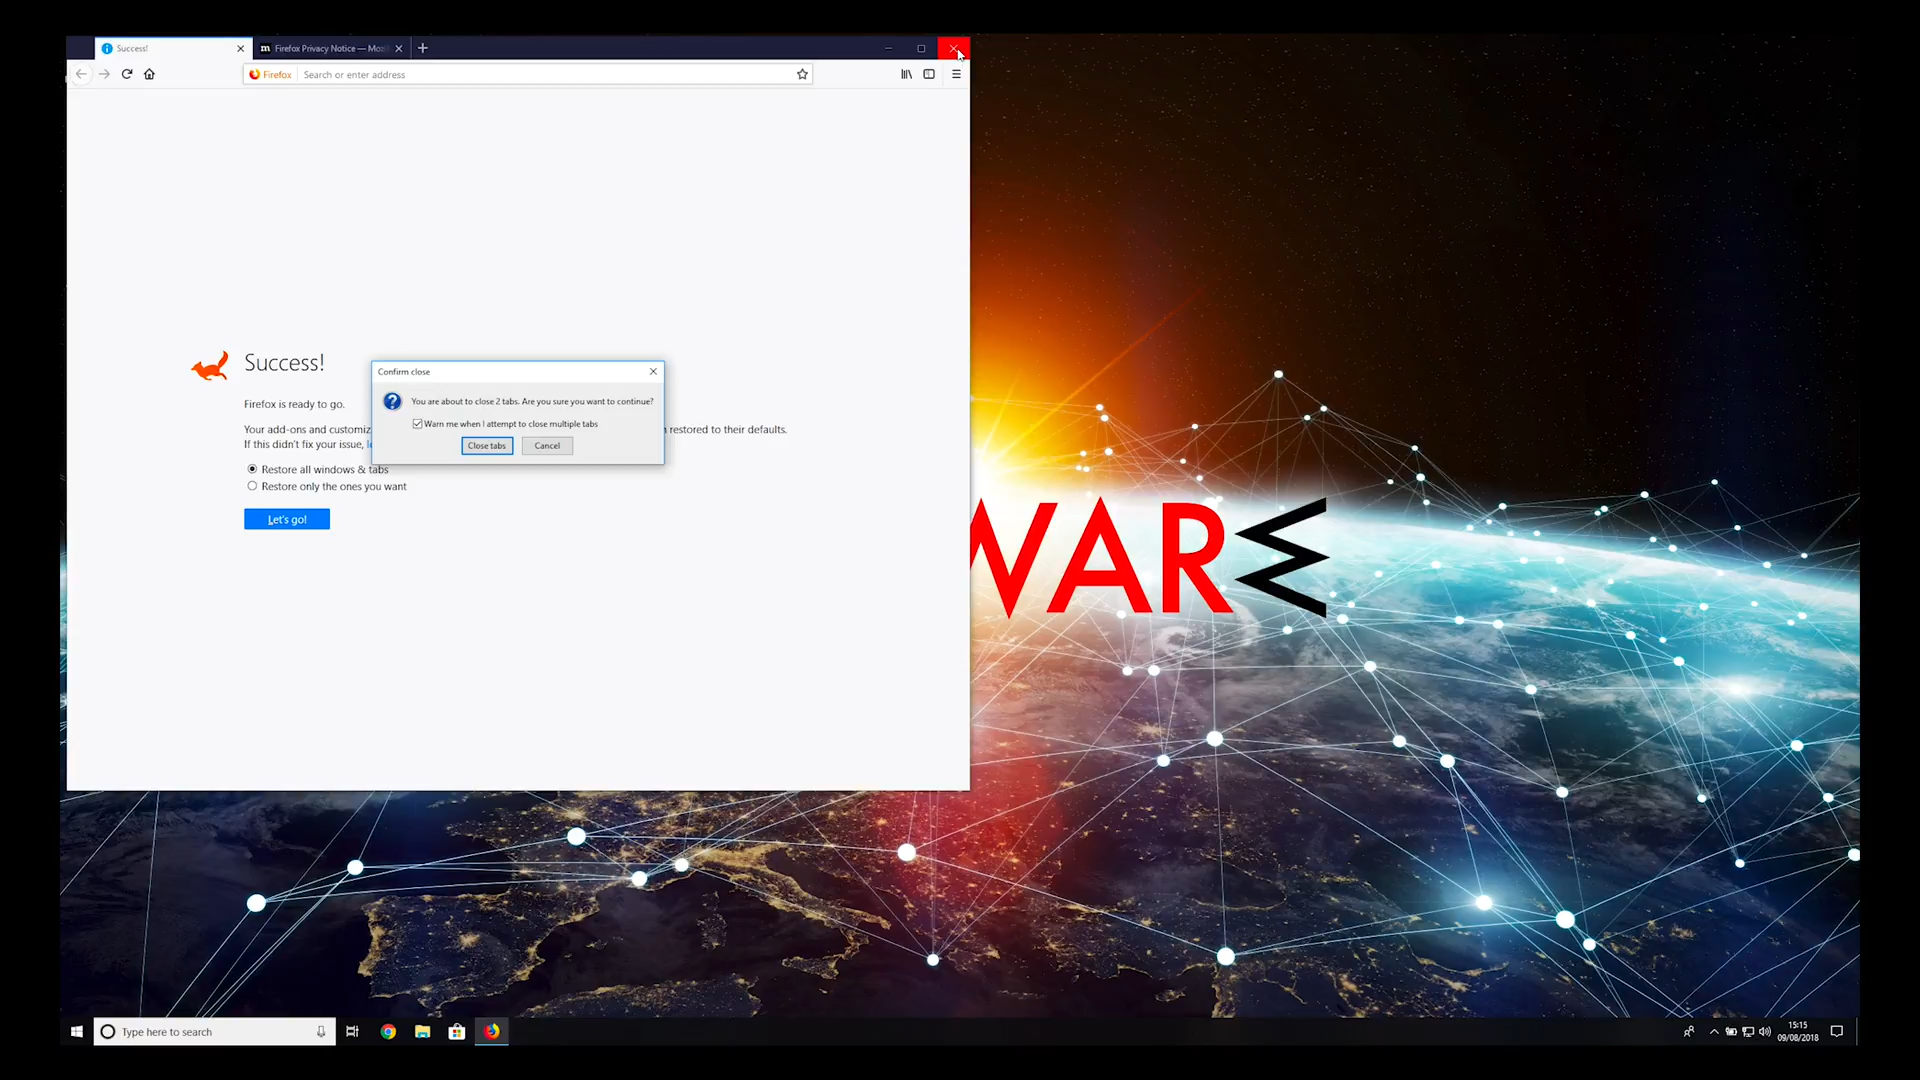 Success!
Firefox Privacy Notice — Moz
Firefox
Search or enter address
Success!
Firefox is ready to go.
Your add-ons and customiz
restored to their defaults.
If this didn't fix your issue, l
Restore all windows & tabs
Restore only the ones you want
Let's go!
Confirm close
You are about to close 2 tabs. Are you sure you want to continue?
Warn me when I attempt to close multiple tabs
Close tabs
Cancel
WARE
Type here to search
15:15
09/08/2018